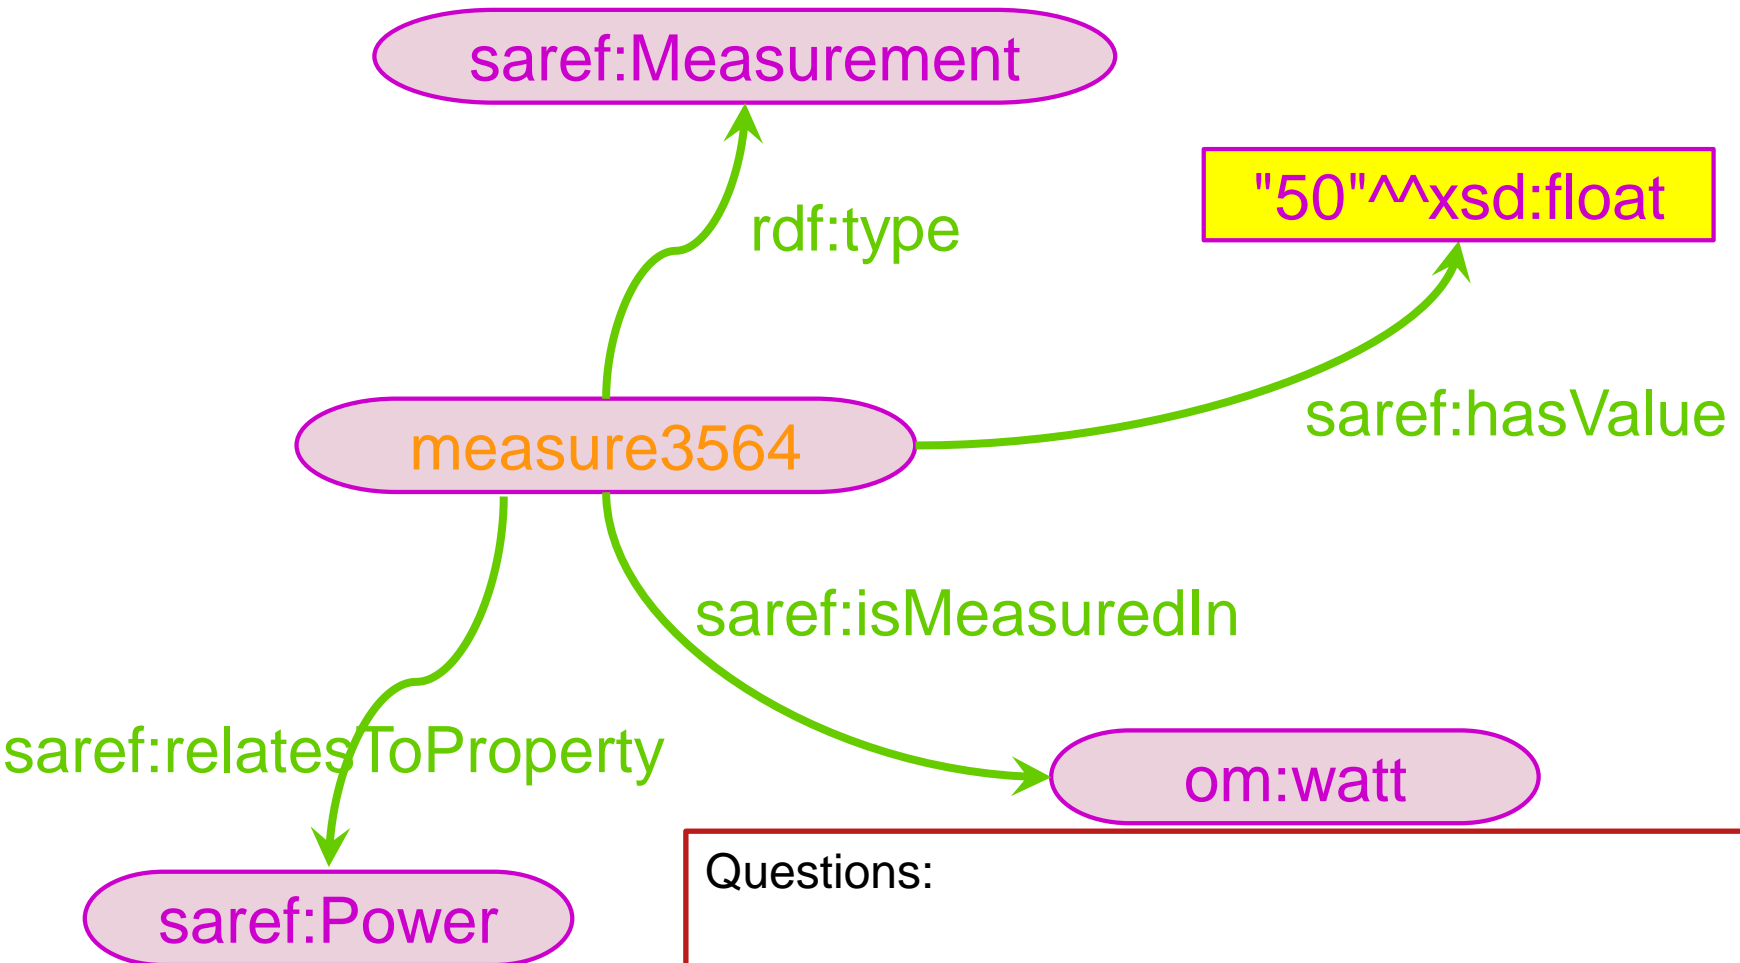 saref:Measurement
"50"^^xsd:float
rdf:type
saref:hasValue
measure3564
saref:isMeasuredIn
saref:relatesToProperty
om:watt
Questions:
saref:Power